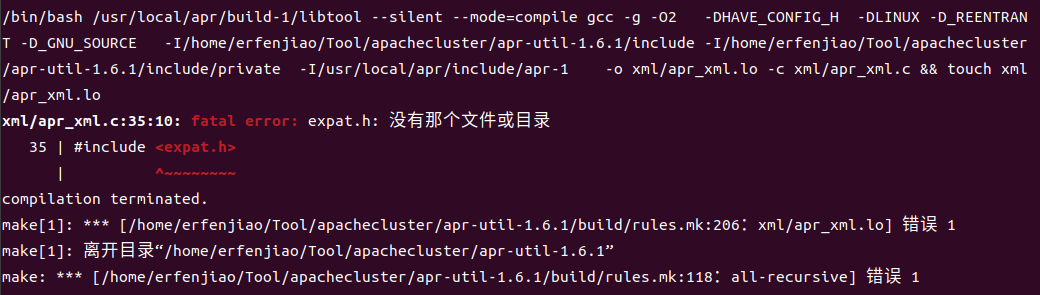 /bin/bash /usr/local/apr/build-1/libtool --silent --mode=compile gcc -g -O2   -DHAVE_CONFIG_H  -DLINUX -D_REENTRAN
T -D_GNU_SOURCE   -I/home/erfenjiao/Tool/apachecluster/apr-util-1.6.1/include -I/home/erfenjiao/Tool/apachecluster
/apr-util-1.6.1/include/private  -I/usr/local/apr/include/apr-1    -o xml/apr_xml.lo -c xml/apr_xml.c && touch xml
/apr_xml.lo
xml/apr_xml.c:35:10: fatal error: expat.h: 没有那个文件或目录
   35 | #include <expat.h>
      |          ^~~~~~~~~
compilation terminated.
make[1]: *** [/home/erfenjiao/Tool/apachecluster/apr-util-1.6.1/build/rules.mk:206：xml/apr_xml.lo] 错误 1
make[1]: 离开目录“/home/erfenjiao/Tool/apachecluster/apr-util-1.6.1”
make: *** [/home/erfenjiao/Tool/apachecluster/apr-util-1.6.1/build/rules.mk:118：all-recursive] 错误 1